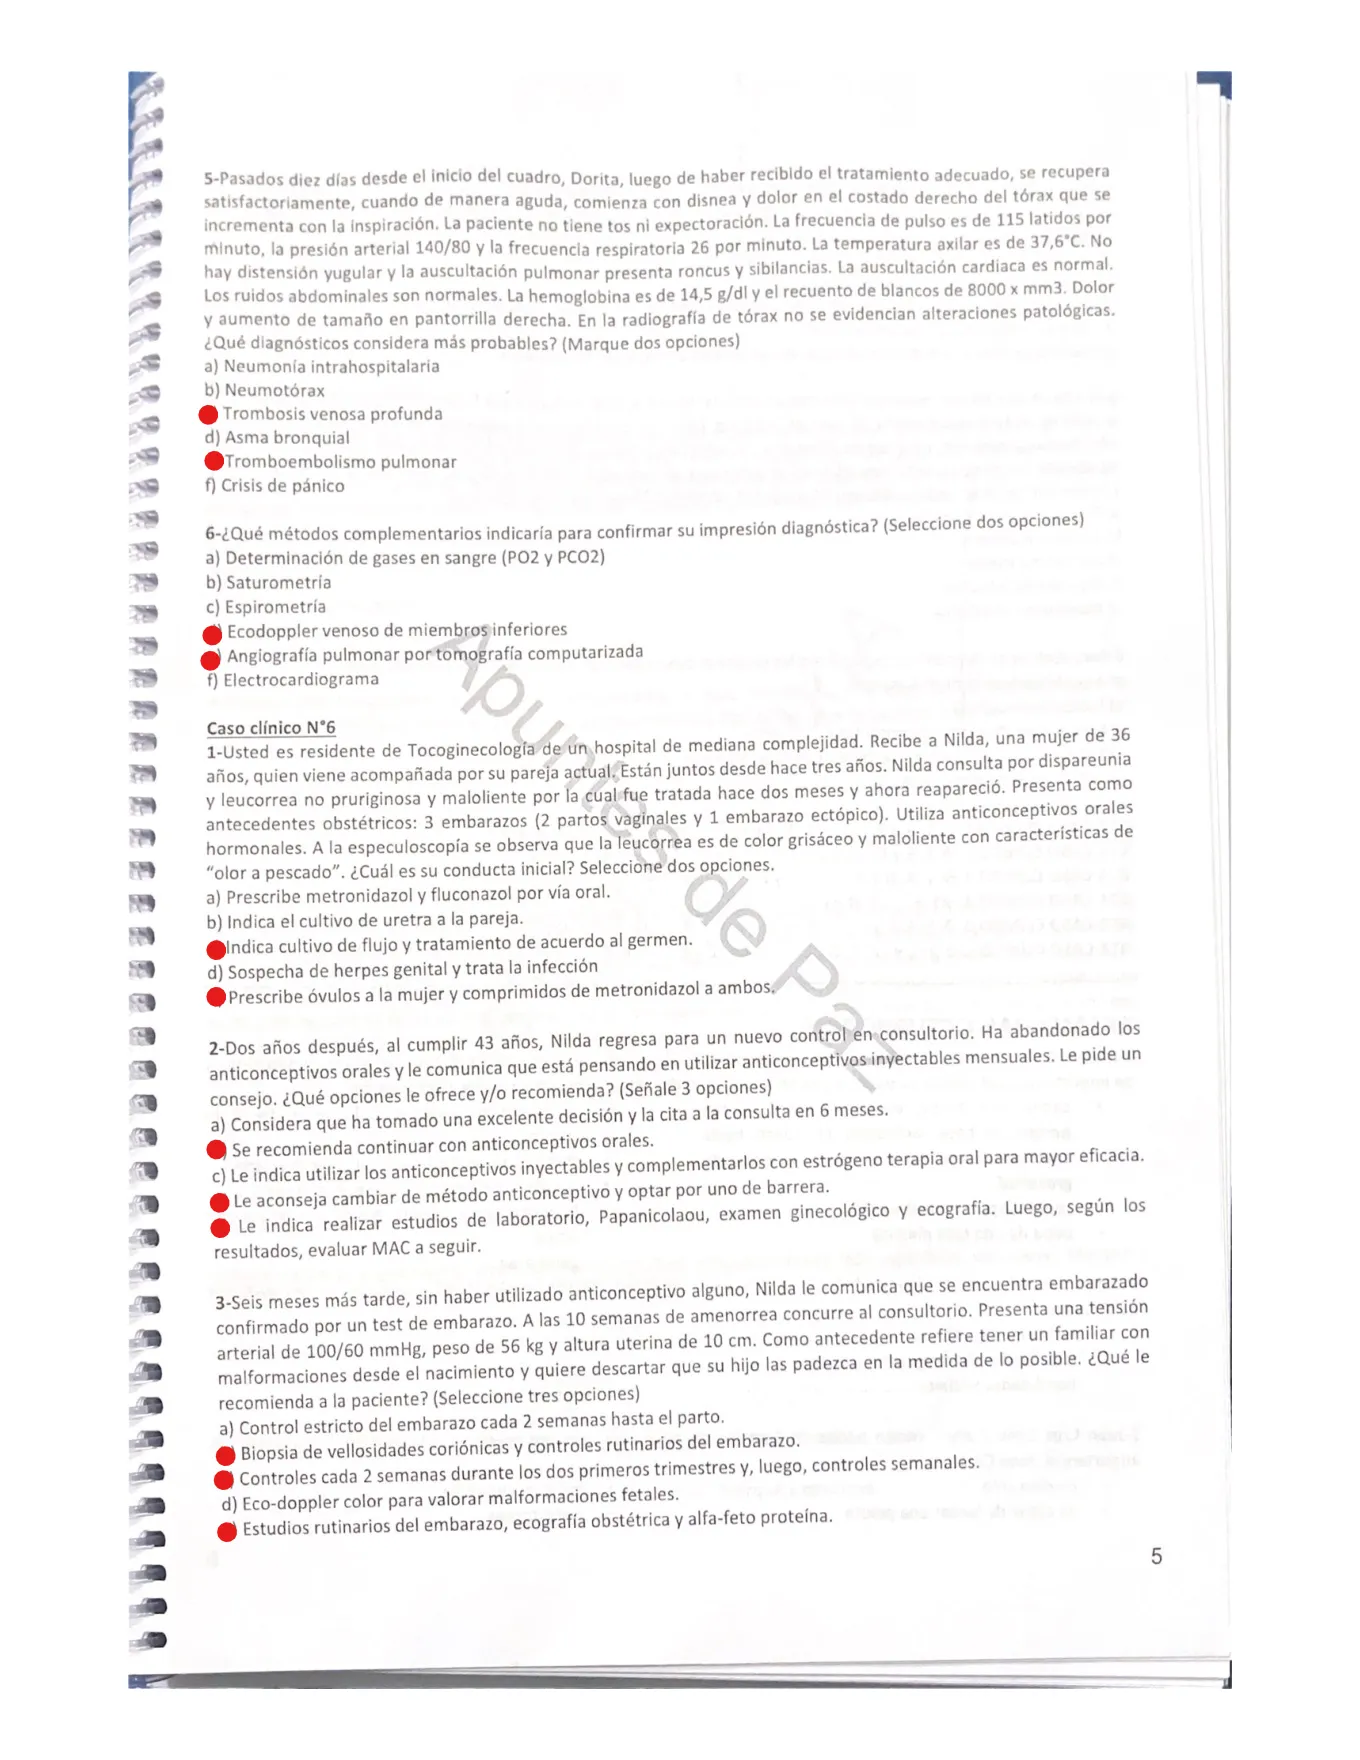 5-Pasados diez días desde el inicio del cuadro, Dorita, luego de haber recibido el tratamiento adecuado, se recupera
satisfactoriamente, cuando de manera aguda, comienza con disnea y dolor en el costado derecho del tórax que se
incrementa con la inspiración. La paciente no tiene tos ni expectoración. La frecuencia de pulso es de 115 latidos por
minuto, la presión arterial 140/80 y la frecuencia respiratoria 26 por minuto. La temperatura axilar es de 37,6°C. No
hay distensión yugular y la auscultación pulmonar presenta roncus y sibilancias. La auscultación cardiaca es normal.
Los ruidos abdominales son normales. La hemoglobina es de 14,5 g/dl y el recuento de blancos de 8000 x mm3. Dolor
y aumento de tamaño en pantorrilla derecha. En la radiografía de tórax no se evidencian alteraciones patológicas.
¿Qué diagnósticos considera más probables? (Marque dos opciones)
a) Neumonía intrahospitalaria
b) Neumotórax
Trombosis venosa profunda
d) Asma bronquial
Tromboembolismo pulmonar
f) Crisis de pánico
6-¿Qué métodos complementarios indicaría para confirmar su impresión diagnóstica? (Seleccione dos opciones)
a) Determinación de gases en sangre (PO2 y PCO2)
b) Saturometría
c) Espirometría
) Ecodoppler venoso de miembros inferiores
) Angiografía pulmonar por tomografía computarizada
f) Electrocardiograma
Caso clínico N°6
1-Usted es residente de Tocoginecología de un hospital de mediana complejidad. Recibe a Nilda, una mujer de 36
años, quien viene acompañada por su pareja actual. Están juntos desde hace tres años. Nilda consulta por dispareunia
y leucorrea no pruriginosa y maloliente por la cual fue tratada hace dos meses y ahora reapareció. Presenta como
antecedentes obstétricos: 3 embarazos (2 partos vaginales y 1 embarazo ectópico). Utiliza anticonceptivos orales
hormonales. A la especuloscopía se observa que la leucorrea es de color grisáceo y maloliente con características de
"olor a pescado". ¿Cuál es su conducta inicial? Seleccione dos opciones.
a) Prescribe metronidazol y fluconazol por vía oral.
b) Indica el cultivo de uretra a la pareja.
Indica cultivo de flujo y tratamiento de acuerdo al germen.
d) Sospecha de herpes genital y trata la infección
Prescribe óvulos a la mujer y comprimidos de metronidazol a ambos.
2-Dos años después, al cumplir 43 años, Nilda regresa para un nuevo control en consultorio. Ha abandonado los
anticonceptivos orales y le comunica que está pensando en utilizar anticonceptivos inyectables mensuales. Le pide un
consejo. ¿Qué opciones le ofrece y/o recomienda? (Señale 3 opciones)
a) Considera que ha tomado una excelente decisión y la cita a la consulta en 6 meses.
) Se recomienda continuar con anticonceptivos orales.
c) Le indica utilizar los anticonceptivos inyectables y complementarlos con estrógeno terapia oral para mayor eficacia.
Le aconseja cambiar de método anticonceptivo y optar por uno de barrera.
Le indica realizar estudios de laboratorio, Papanicolaou, examen ginecológico y ecografía. Luego, según los
resultados, evaluar MAC a seguir.
3-Seis meses más tarde, sin haber utilizado anticonceptivo alguno, Nilda le comunica que se encuentra embarazado
confirmado por un test de embarazo. A las 10 semanas de amenorrea concurre al consultorio. Presenta una tensión
arterial de 100/60 mmHg, peso de 56 kg y altura uterina de 10 cm. Como antecedente refiere tener un familiar con
malformaciones desde el nacimiento y quiere descartar que su hijo las padezca en la medida de lo posible. ¿Qué le
recomienda a la paciente? (Seleccione tres opciones)
a) Control estricto del embarazo cada 2 semanas hasta el parto.
) Biopsia de vellosidades coriónicas y controles rutinarios del embarazo.
) Controles cada 2 semanas durante los dos primeros trimestres y, luego, controles semanales.
d) Eco-doppler color para valorar malformaciones fetales.
) Estudios rutinarios del embarazo, ecografía obstétrica y alfa-feto proteína.
5
Apuntes de Paz